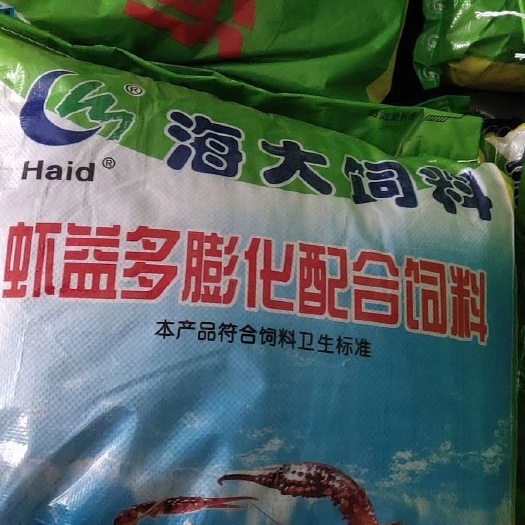 海大饲料
Haid
虾益多膨化配合饲料
本产品符合饲料卫生标准